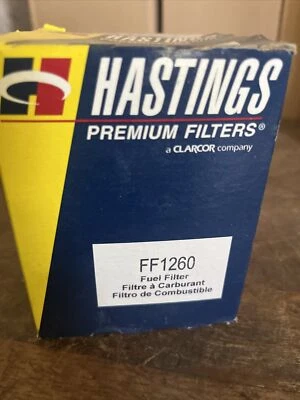 HASTINGS
PREMIUM FILTERS®
a CLARCOR company
FF1260
Fuel Filter
Filtre à Carburant
Filtro de Combustible